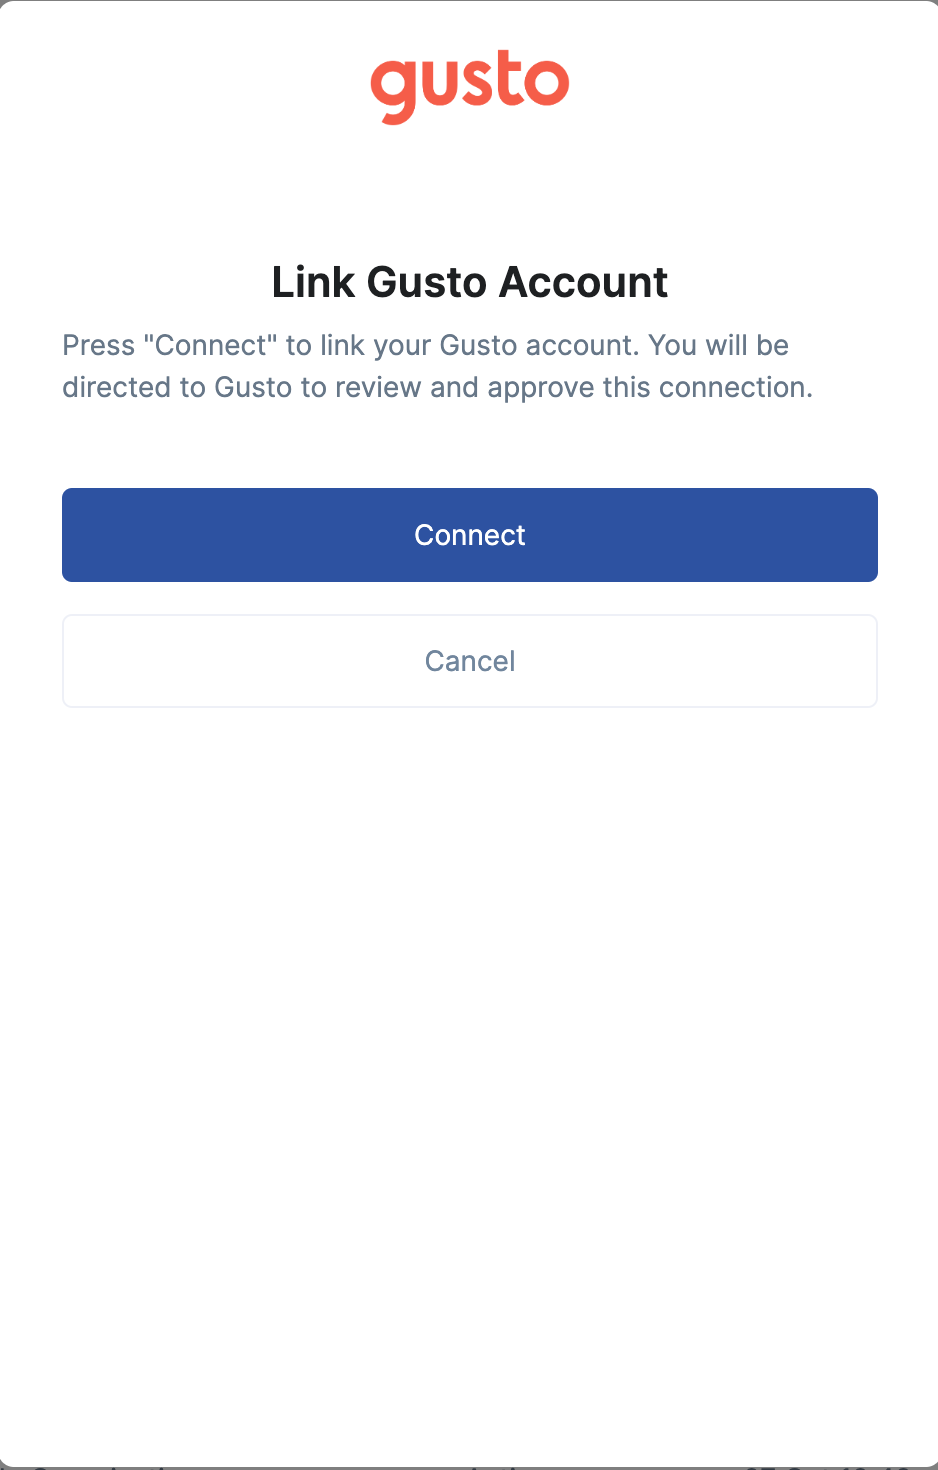 gusto
Link Gusto Account
Press "Connect" to link your Gusto account. You will be
directed to Gusto to review and approve this connection.
Connect
Cancel